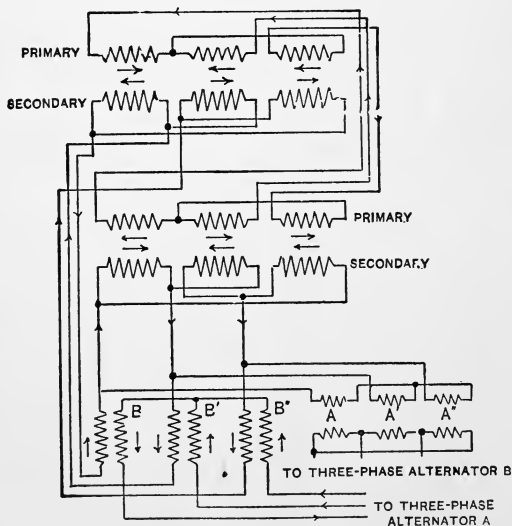 PRIMARY
SECONDARY
PRIMARY
SECONDARY
B B' B"
A A' A"
TO THREE-PHASE ALTERNATOR B
TO THREE-PHASE
ALTERNATOR A